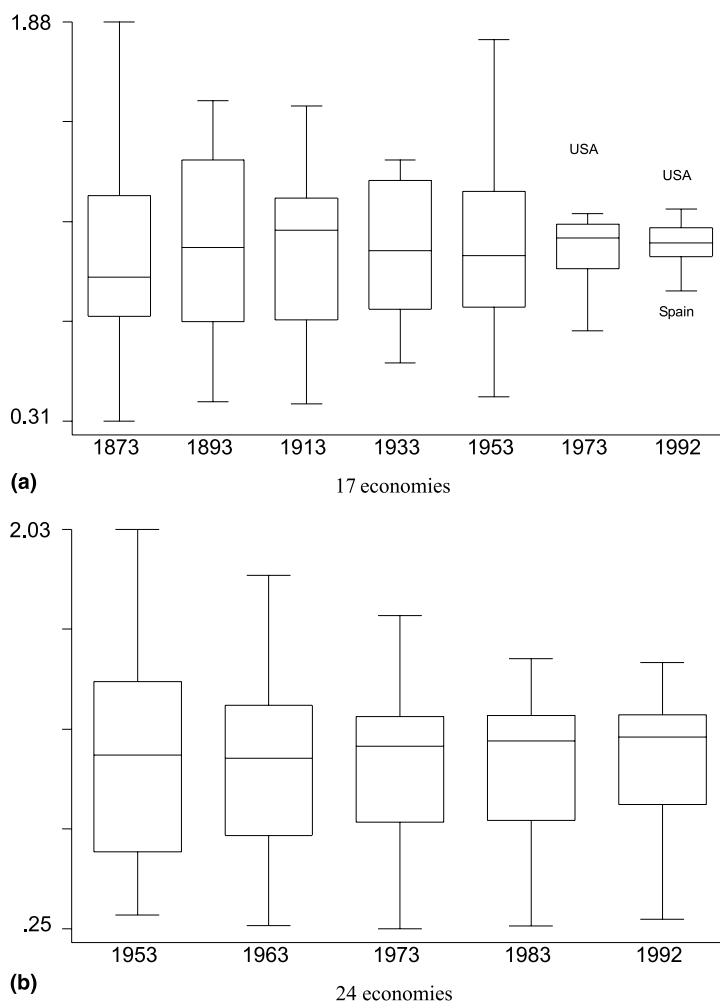 1.88
USA
USA
Spain
0.31
1873 1893 1913 1933 1953 1973 1992
(a)
17 economies
2.03
.25
1953 1963 1973 1983 1992
(b)
24 economies